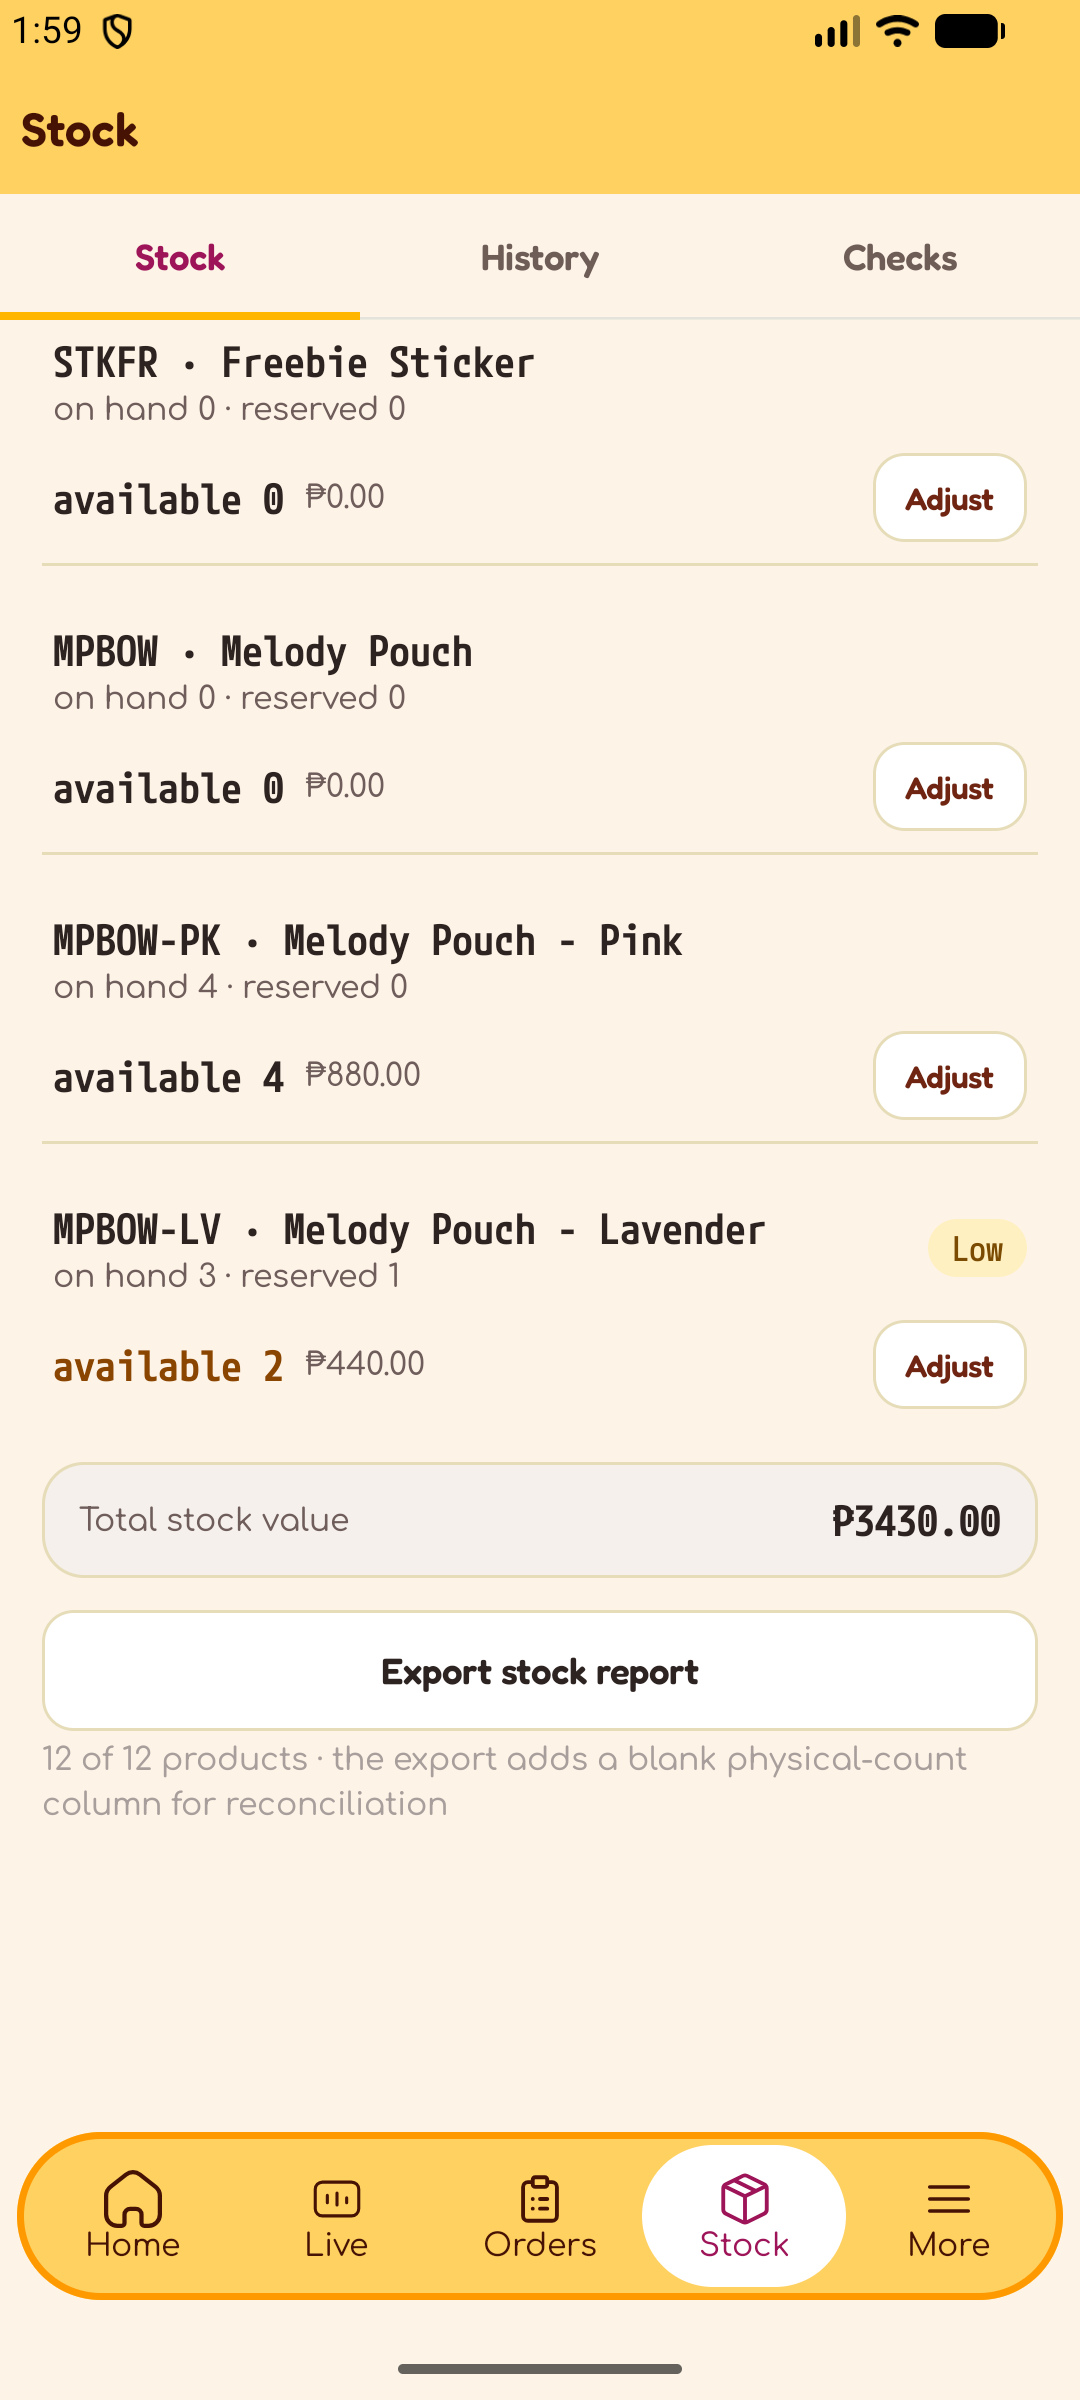 1:59
Stock
Stock
History
Checks
STKFR · Freebie Sticker
on hand 0 · reserved 0
available 0 ₱0.00
Adjust
MPBOW · Melody Pouch
on hand 0 · reserved 0
available 0 ₱0.00
Adjust
MPBOW-PK · Melody Pouch - Pink
on hand 4 · reserved 0
available 4 ₱880.00
Adjust
MPBOW-LV · Melody Pouch - Lavender
Low
on hand 3 · reserved 1
available 2 ₱440.00
Adjust
Total stock value
₱3430.00
Export stock report
12 of 12 products · the export adds a blank physical-count
column for reconciliation
Home
Live
Orders
Stock
More